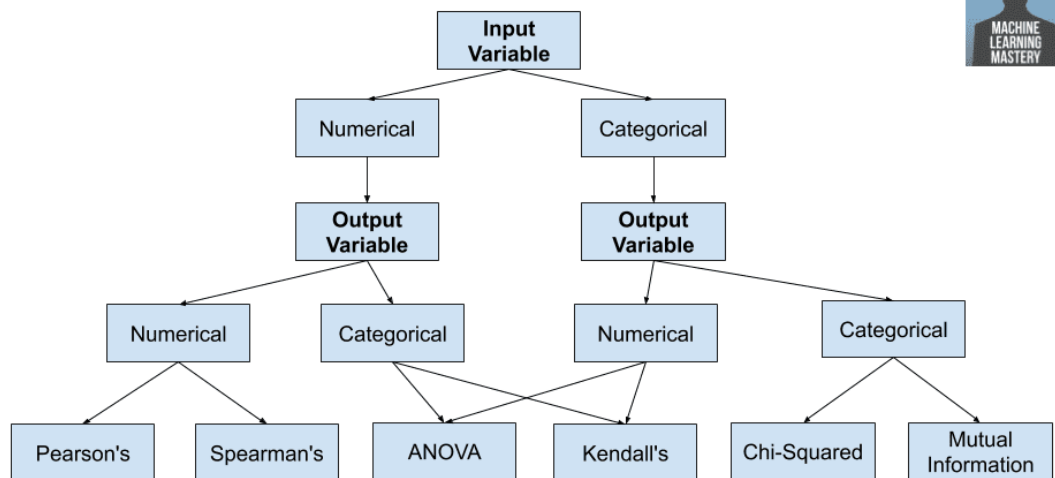 Input
Variable
MACHINE
LEARNING
MASTERY
Numerical
Categorical
Output
Variable
Output
Variable
Numerical
Categorical
Numerical
Categorical
Pearson's
Spearman's
ANOVA
Kendall's
Chi-Squared
Mutual
Information